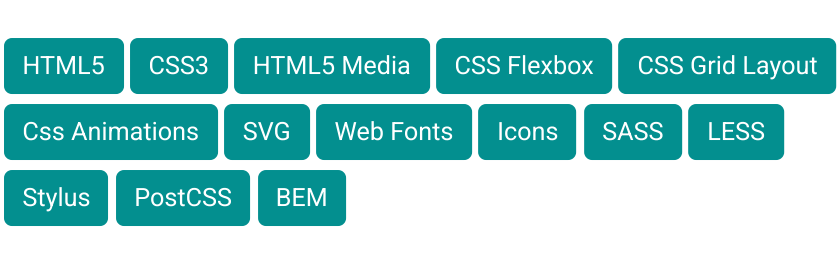 HTML5 CSS3 HTML5 Media CSS Flexbox CSS Grid Layout
Css Animations SVG Web Fonts Icons SASS LESS
Stylus PostCSS BEM